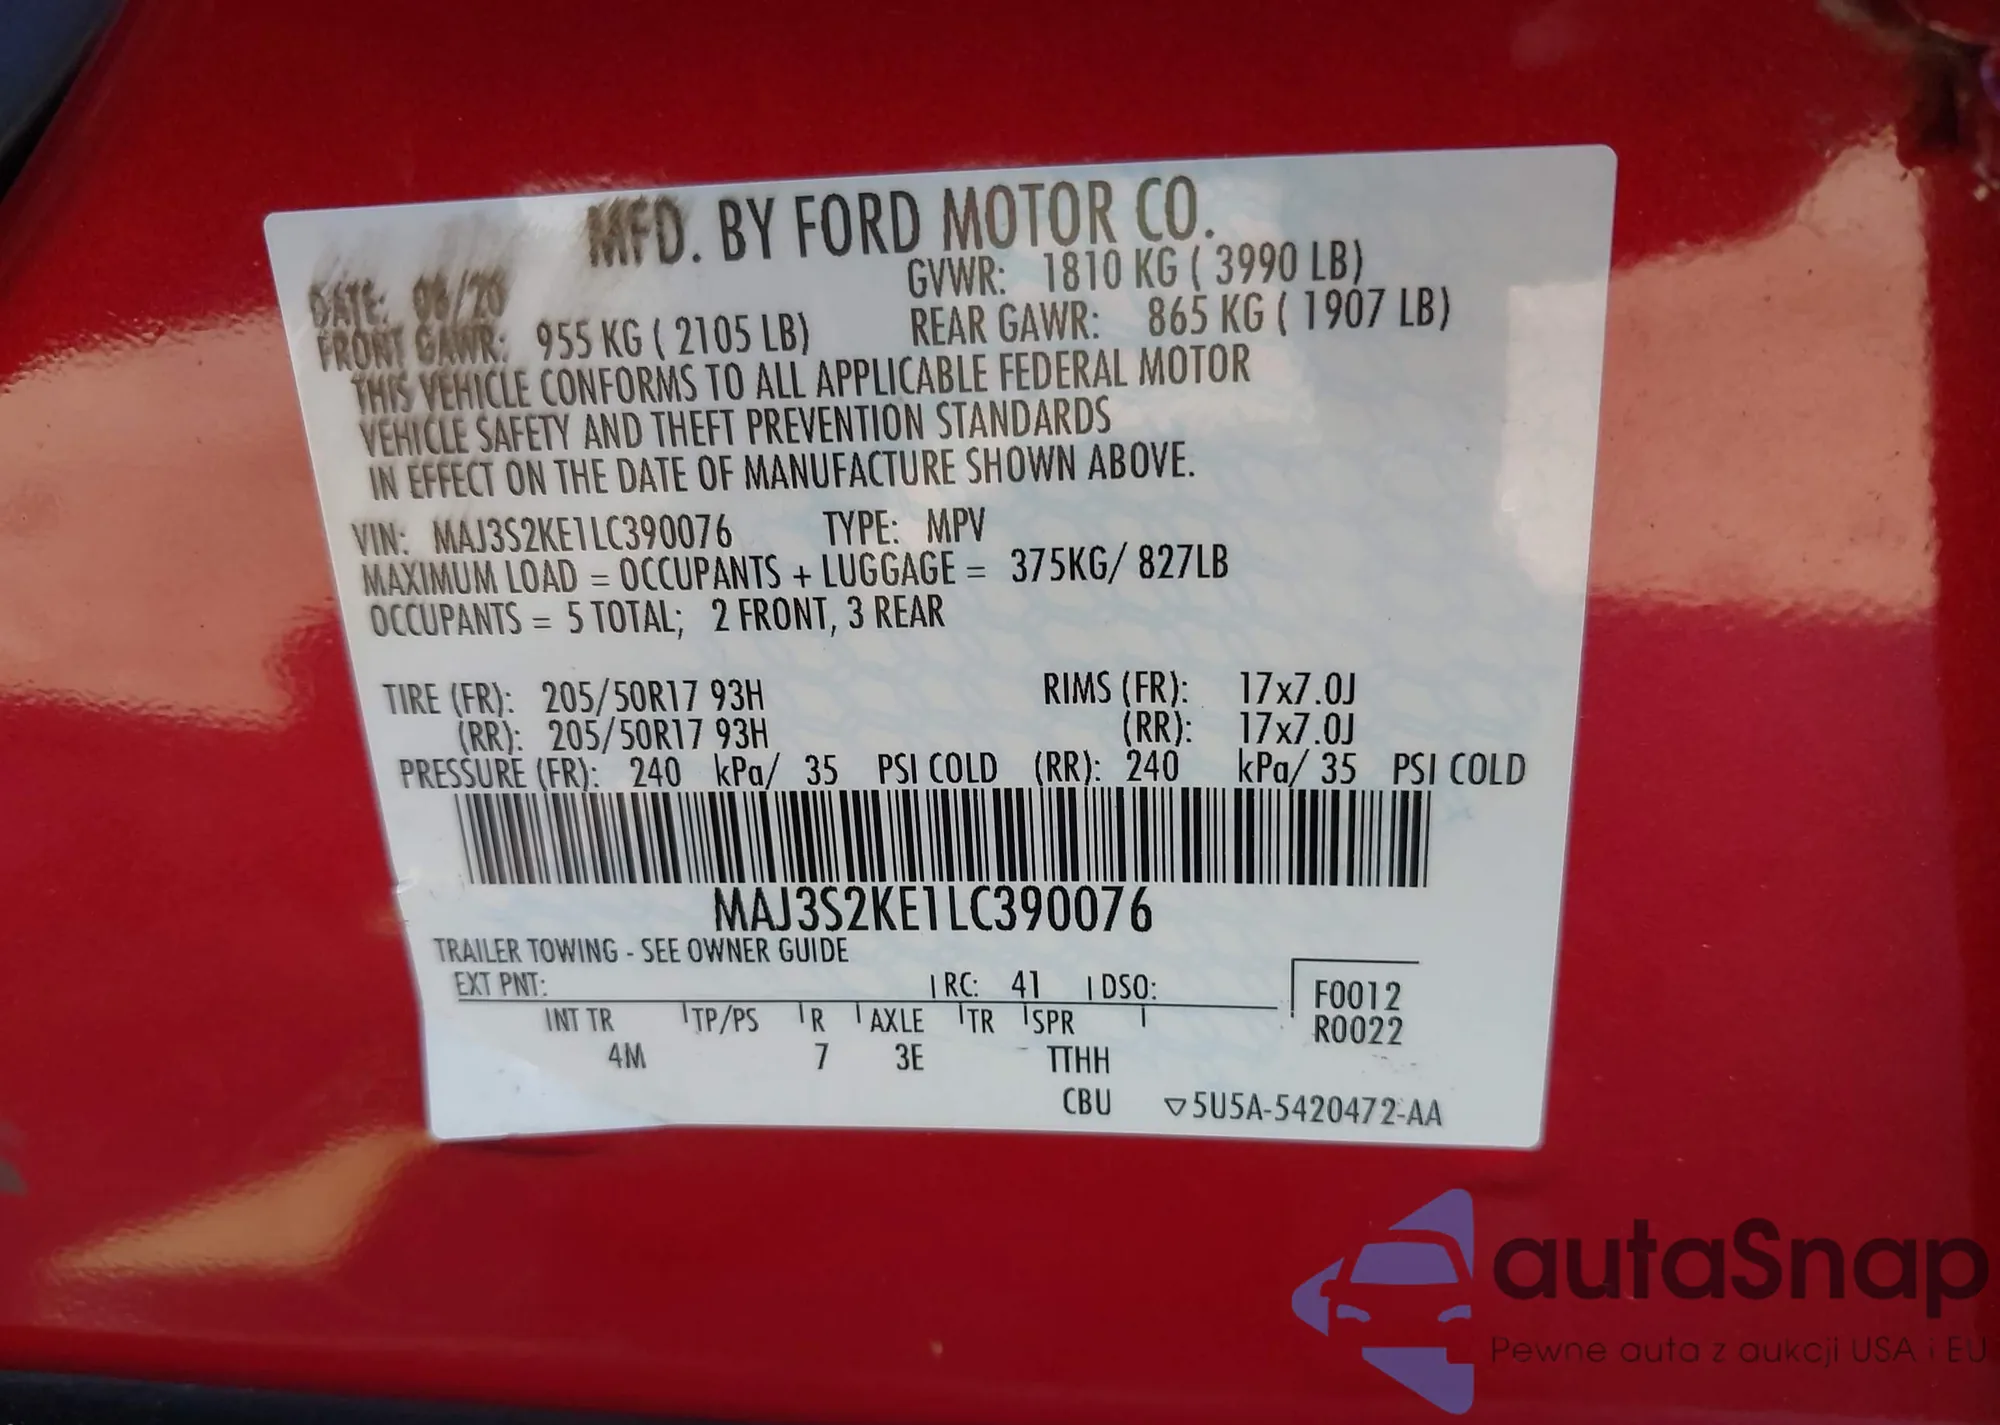 MFD. BY FORD MOTOR CO.
DATE: 06/20 GVWR: 1810 KG ( 3990 LB)
FRONT GAWR: 955 KG ( 2105 LB) REAR GAWR: 865 KG ( 1907 LB)
THIS VEHICLE CONFORMS TO ALL APPLICABLE FEDERAL MOTOR
VEHICLE SAFETY AND THEFT PREVENTION STANDARDS
IN EFFECT ON THE DATE OF MANUFACTURE SHOWN ABOVE.
VIN: MAJ3S2KE1LC390076 TYPE: MPV
MAXIMUM LOAD = OCCUPANTS + LUGGAGE = 375KG/ 827LB
OCCUPANTS = 5 TOTAL; 2 FRONT, 3 REAR
TIRE (FR): 205/50R17 93H RIMS (FR): 17x7.0J
(RR): 205/50R17 93H (RR): 17x7.0J
PRESSURE (FR): 240 kPa/ 35 PSI COLD (RR): 240 kPa/ 35 PSI COLD
MAJ3S2KE1LC390076
TRAILER TOWING - SEE OWNER GUIDE
EXT PNT: RC: 41 DSO: F0012
INT TR TP/PS R AXLE TR SPR R0022
4M 7 3E TTHH
CBU ▽5U5A-5420472-AA
autaSnap
Pewne auta z aukcji USA i EU